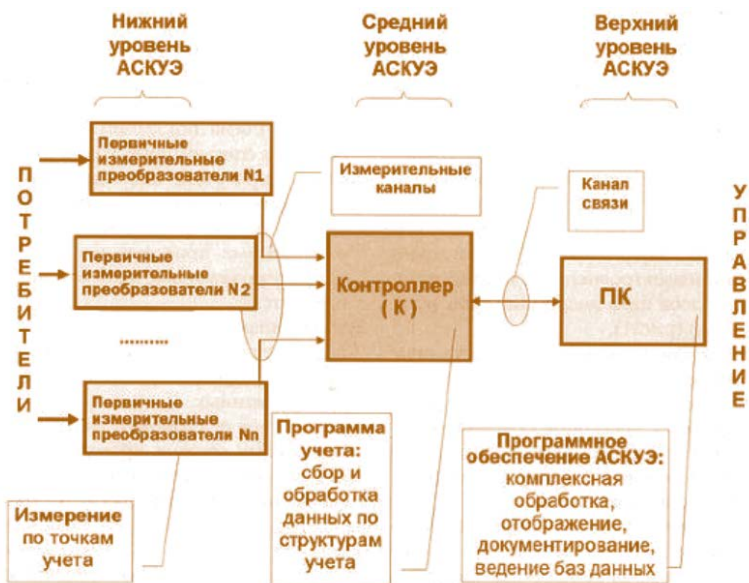 Нижний
уровень
АСКУЭ
Средний
уровень
АСКУЭ
Верхний
уровень
АСКУЭ
ПОТРЕБИТЕЛИ
Первичные
измерительные
преобразователи N1
Первичные
измерительные
преобразователи N2
..........
Первичные
измерительные
преобразователи Nn
Измерительные
каналы
Контроллер
( К )
Канал
связи
ПК
УПРАВЛЕНИЕ
Измерение
по точкам
учета
Программа
учета:
сбор и
обработка
данных по
структурам
учета
Программное
обеспечение АСКУЭ:
комплексная
обработка,
отображение,
документирование,
ведение баз данных